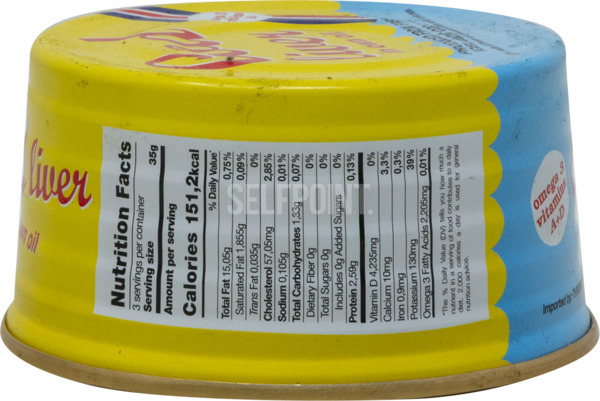 liver
oil
Nutrition Facts
3 servings per container
Serving size 35g
Amount per serving
Calories 151,2kcal
% Daily Value*
Total Fat 15,05g 0,75%
Saturated Fat 1,855g 0,09%
Trans Fat 0,035g 0%
Cholesterol 57,05mg 2,85%
Sodium 0,105g 0,01%
Total Carbohydrates 1,33g 0,07%
Dietary Fiber 0g 0%
Total Sugars 0g 0%
Includes 0g Added Sugars 0%
Protein 2,59g 0,13%
Vitamin D 4,235mg 0%
Calcium 10mg 3,3%
Iron 0,9mg 3,3%
Potassium 130mg 39%
Omega 3 Fatty Acids 2,205mg 0,01%
*The % Daily Value (DV) tells you how much a
nutrient in a serving of food contributes to a daily
diet. 2,000 calories a day is used for general
nutrition advice.
Omega 3
vitamins
A+D
Imported by
SELFPOINT.